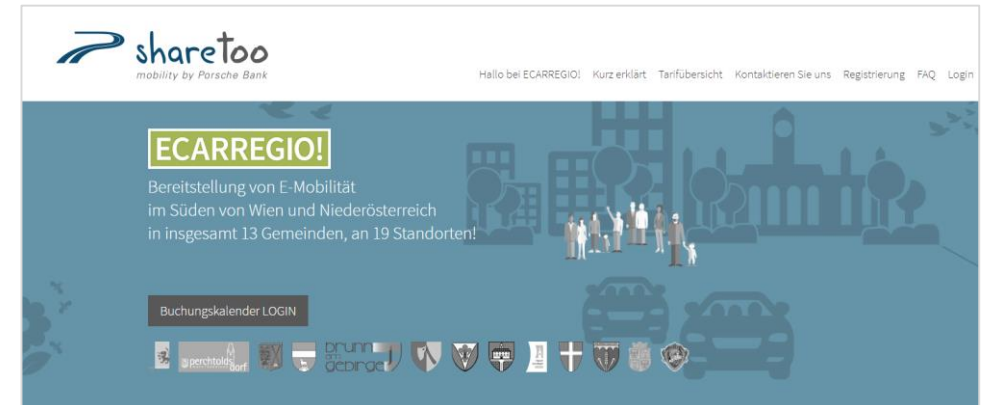 sharetoo
mobility by Porsche Bank
Hallo bei ECARREGIO! Kurz erklärt Tarifübersicht Kontaktieren Sie uns Registrierung FAQ Login
ECARREGIO!
Bereitstellung von E-Mobilität
im Süden von Wien und Niederösterreich
in insgesamt 13 Gemeinden, an 19 Standorten!
Buchungskalender LOGIN
perchtolds
dorf
brunn
am
gebirge